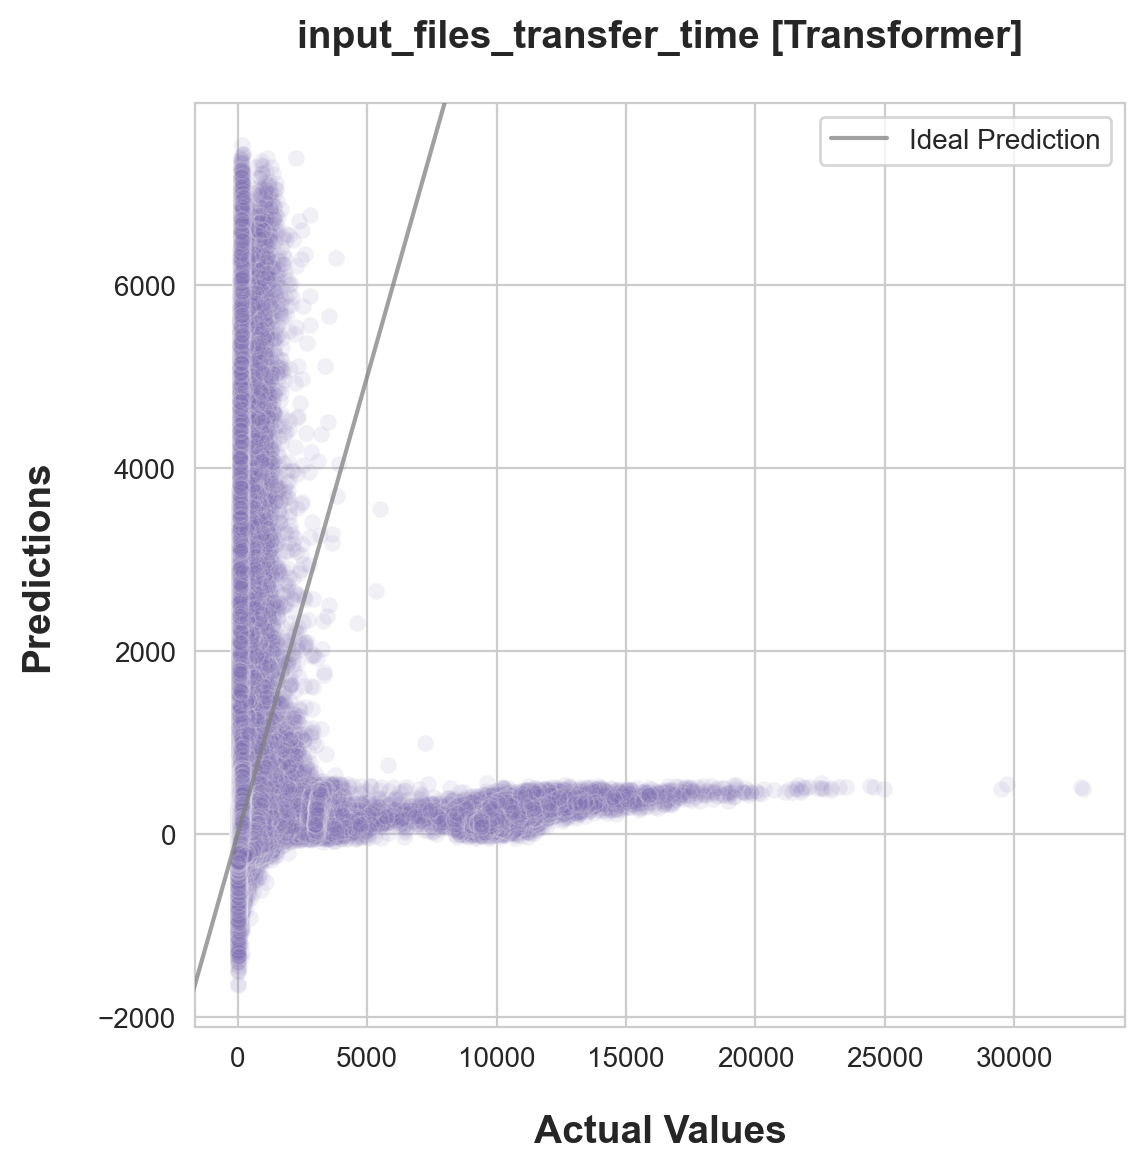 input_files_transfer_time [Transformer]
Ideal Prediction
6000
4000
2000
0
−2000
Predictions
0 5000 10000 15000 20000 25000 30000
Actual Values